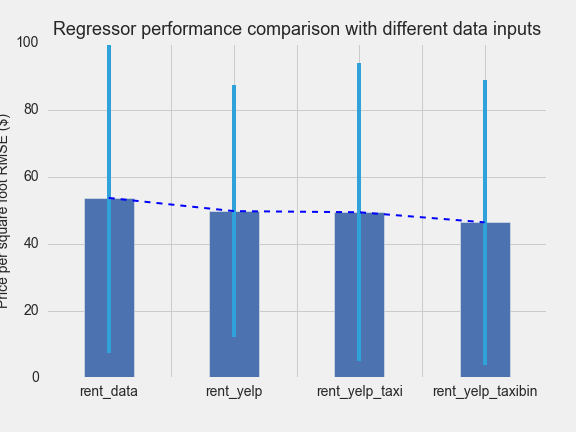 Regressor performance comparison with different data inputs
Price per square foot RMSE ($)
100
80
60
40
20
0
rent_data
rent_yelp
rent_yelp_taxi
rent_yelp_taxibin